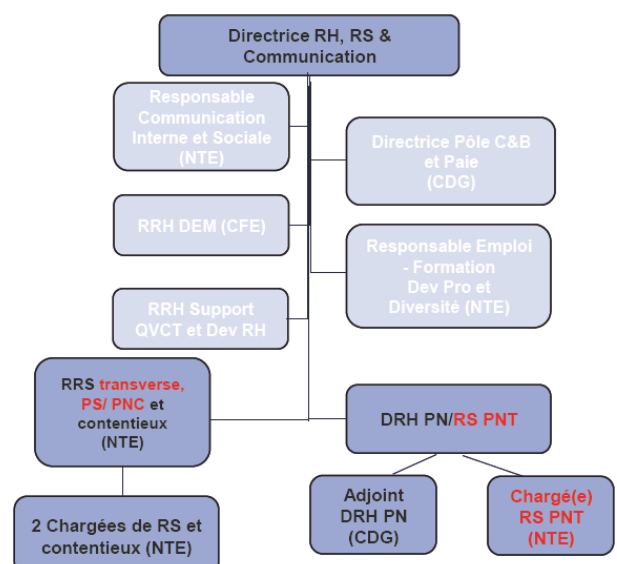 Directrice RH, RS &
Communication
Responsable
Communication
Interne et Sociale
(NTE)
Directrice Pôle C&B
et Paie
(CDG)
RRH DEM (CFE)
Responsable Emploi
- Formation
Dev Pro et
Diversité (NTE)
RRH Support
QVCT et Dev RH
RRS transverse,
PS/ PNC et
contentieux
(NTE)
DRH PN/RS PNT
2 Chargées de RS et
contentieux (NTE)
Adjoint
DRH PN
(CDG)
Chargé(e)
RS PNT
(NTE)